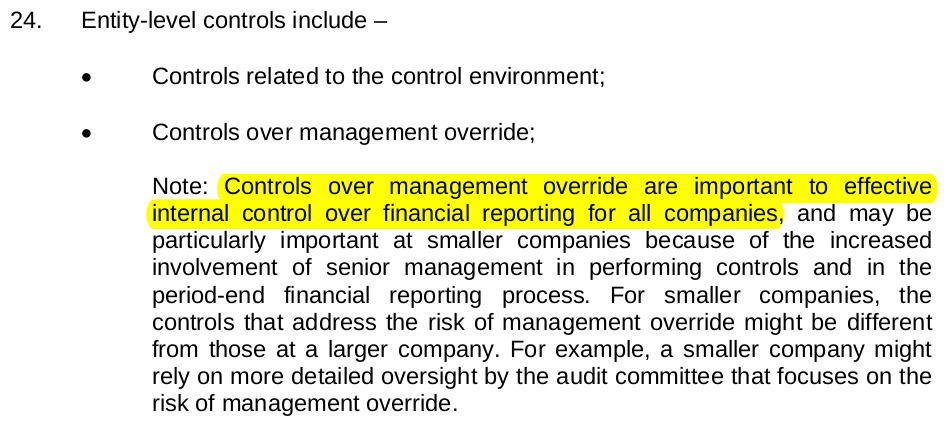 24. Entity-level controls include –
• Controls related to the control environment;
• Controls over management override;
Note: Controls over management override are important to effective
internal control over financial reporting for all companies, and may be
particularly important at smaller companies because of the increased
involvement of senior management in performing controls and in the
period-end financial reporting process. For smaller companies, the
controls that address the risk of management override might be different
from those at a larger company. For example, a smaller company might
rely on more detailed oversight by the audit committee that focuses on the
risk of management override.